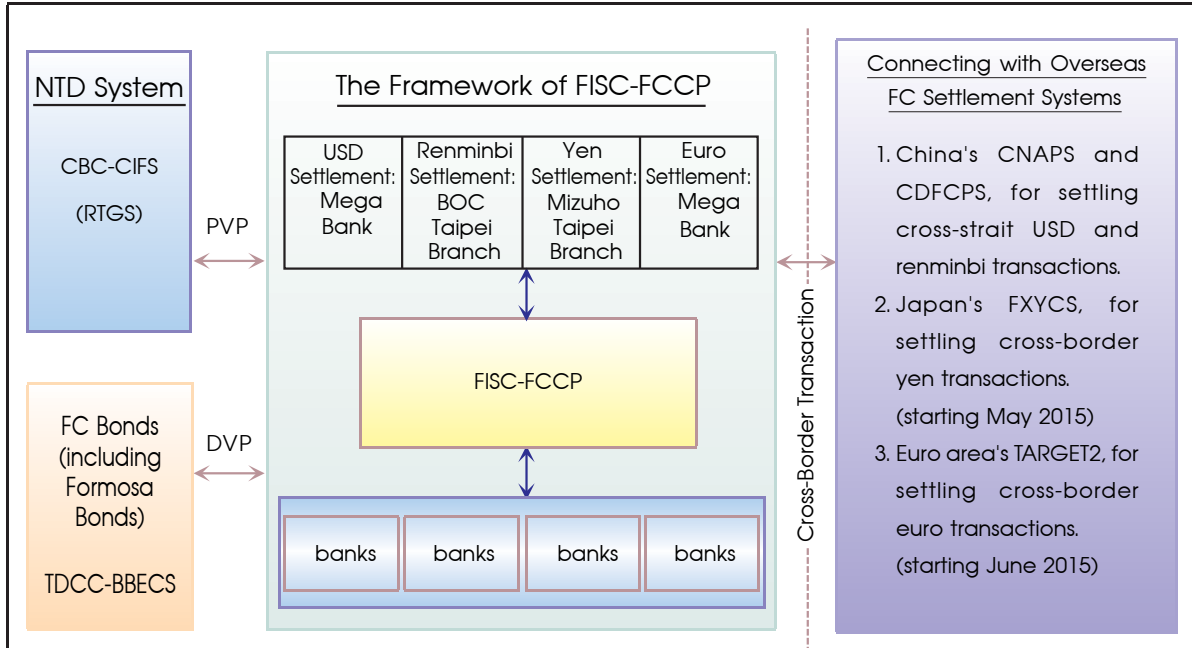 NTD System
CBC-CIFS
(RTGS)
PVP
FC Bonds
(including
Formosa
Bonds)
TDCC-BBECS
DVP
The Framework of FISC-FCCP
USD
Settlement:
Mega
Bank
Renminbi
Settlement:
BOC
Taipei
Branch
Yen
Settlement:
Mizuho
Taipei
Branch
Euro
Settlement:
Mega
Bank
FISC-FCCP
banks
banks
banks
banks
Cross-Border Transaction
Connecting with Overseas
FC Settlement Systems
1. China's CNAPS and
CDFCPS, for settling
cross-strait USD and
renminbi transactions.
2. Japan's FXYCS, for
settling cross-border
yen transactions.
(starting May 2015)
3. Euro area's TARGET2, for
settling cross-border
euro transactions.
(starting June 2015)